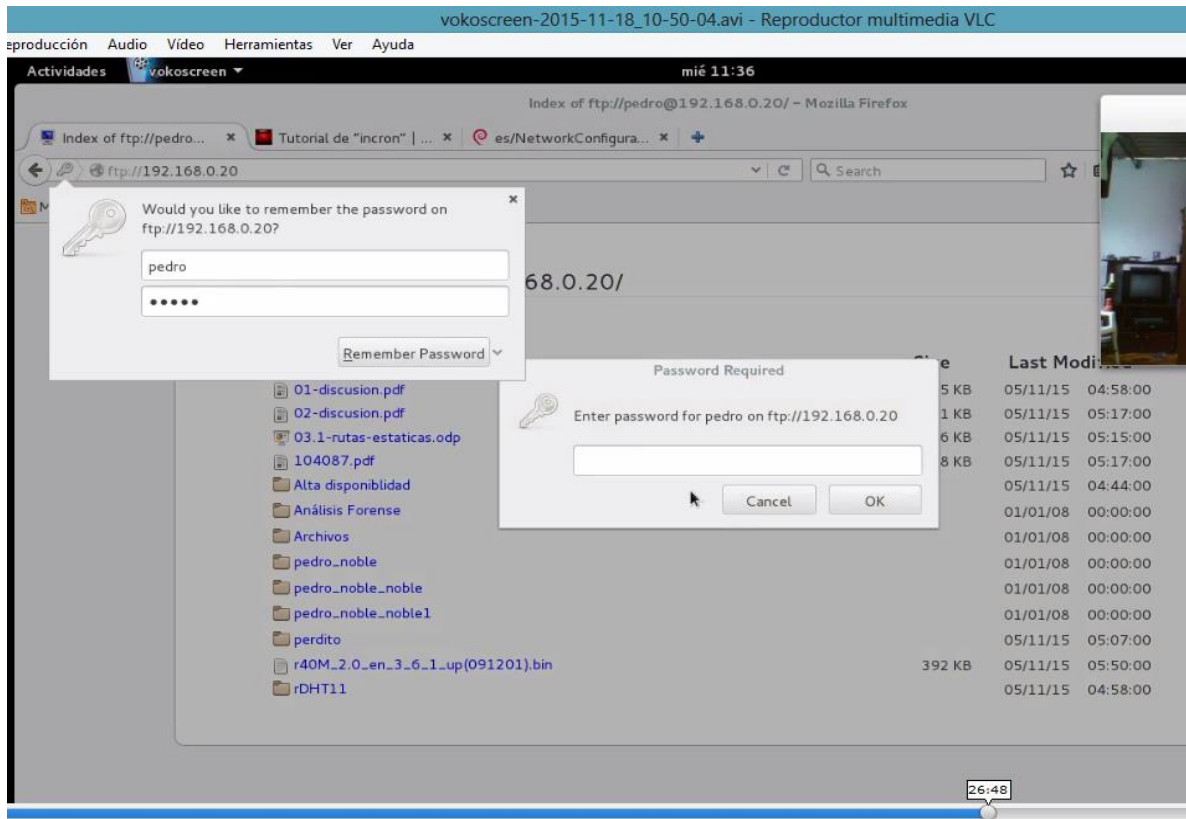 vokoscreen-2015-11-18_10-50-04.avi - Reproductor multimedia VLC
eproducción Audio Vídeo Herramientas Ver Ayuda
Actividades vokoscreen mié 11:36
Index of ftp://pedro@192.168.0.20/ - Mozilla Firefox
Index of ftp://pedro... Tutorial de "incron" | ... es/NetworkConfigura...
ftp://192.168.0.20 Search
M
Would you like to remember the password on
ftp://192.168.0.20?
pedro
•••••
Remember Password
68.0.20/
e Last Modi
Password Required
Enter password for pedro on ftp://192.168.0.20
Cancel OK
01-discusion.pdf 5 KB 05/11/15 04:58:00
02-discusion.pdf 1 KB 05/11/15 05:17:00
03.1-rutas-estaticas.odp 6 KB 05/11/15 05:15:00
104087.pdf 8 KB 05/11/15 05:17:00
Alta disponiblidad 05/11/15 04:44:00
Análisis Forense 01/01/08 00:00:00
Archivos 01/01/08 00:00:00
pedro_noble 01/01/08 00:00:00
pedro_noble_noble 01/01/08 00:00:00
pedro_noble_noble1 01/01/08 00:00:00
perdito 05/11/15 05:07:00
r40M_2.0_en_3_6_1_up(091201).bin 392 KB 05/11/15 05:50:00
rDHT11 05/11/15 04:58:00
26:48